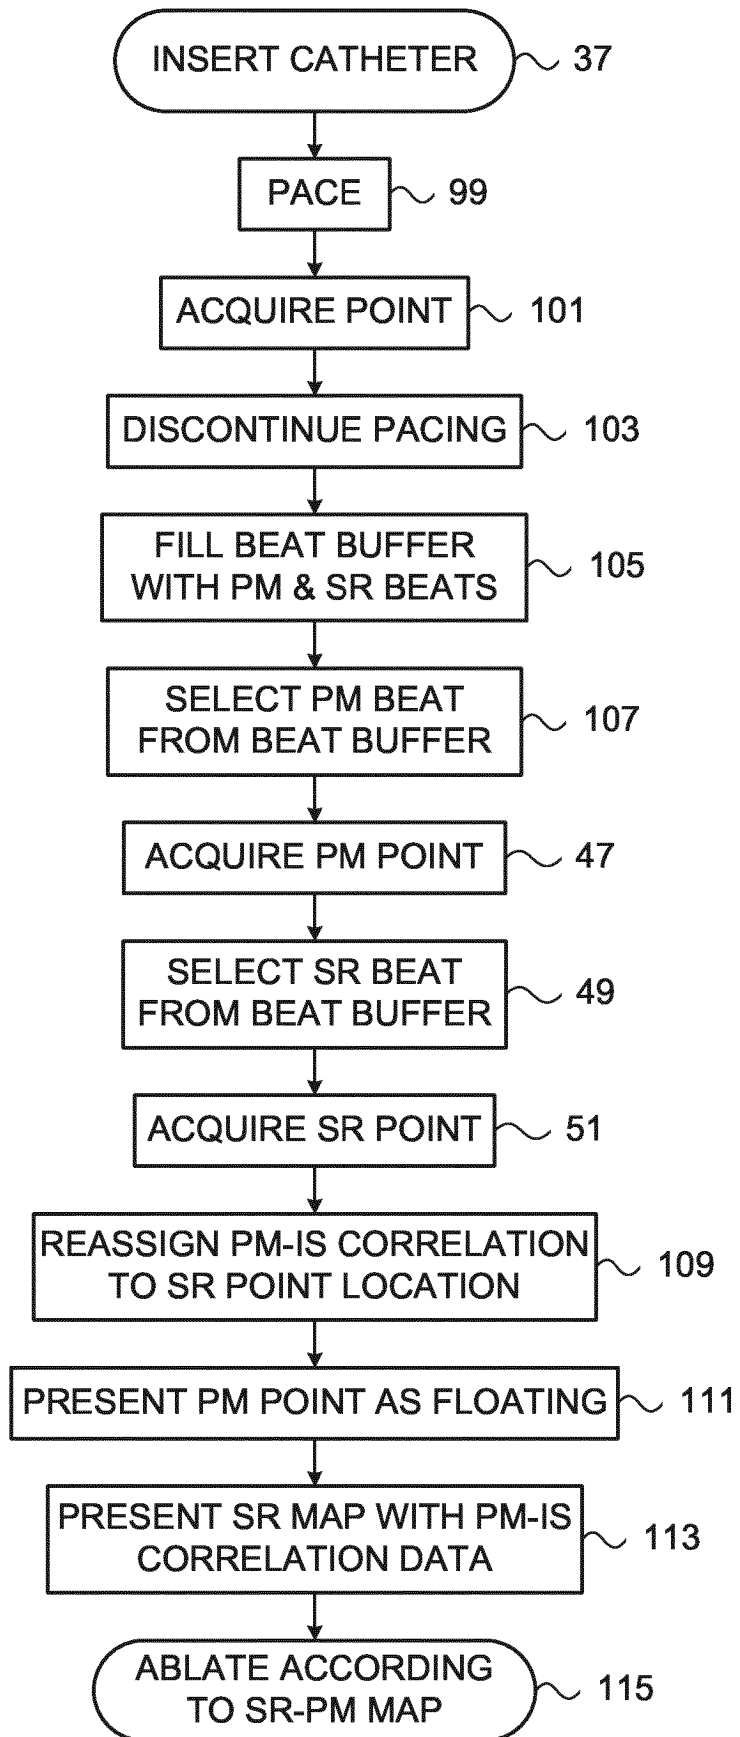 INSERT CATHETER 37
PACE 99
ACQUIRE POINT 101
DISCONTINUE PACING 103
FILL BEAT BUFFER
WITH PM & SR BEATS 105
SELECT PM BEAT
FROM BEAT BUFFER 107
ACQUIRE PM POINT 47
SELECT SR BEAT
FROM BEAT BUFFER 49
ACQUIRE SR POINT 51
REASSIGN PM-IS CORRELATION
TO SR POINT LOCATION 109
PRESENT PM POINT AS FLOATING 111
PRESENT SR MAP WITH PM-IS
CORRELATION DATA 113
ABLATE ACCORDING
TO SR-PM MAP 115